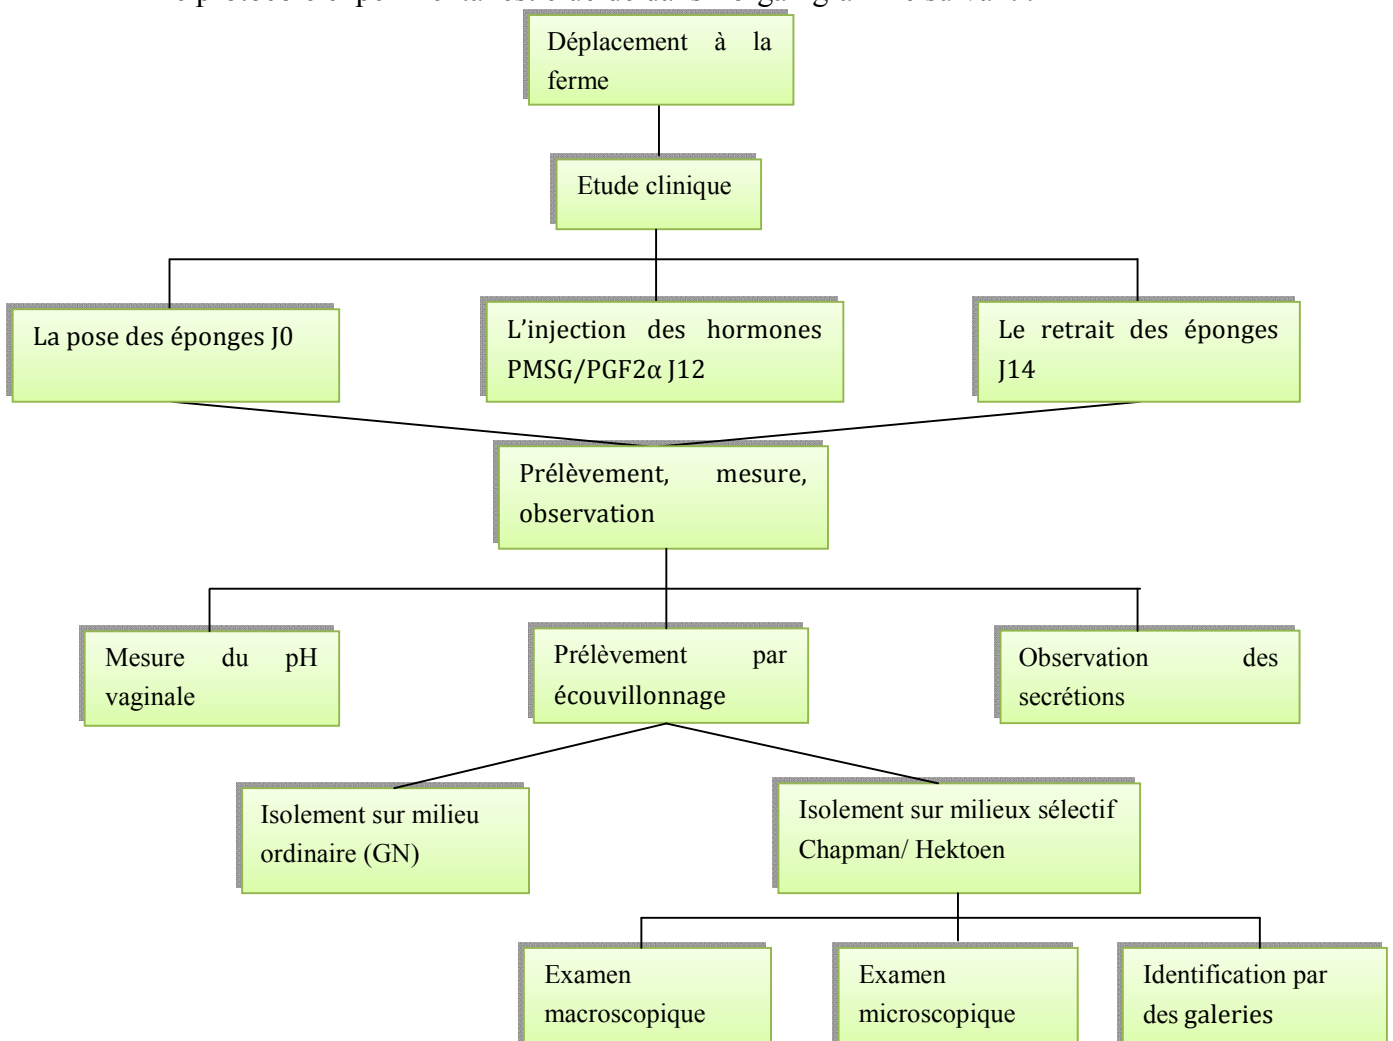 Déplacement à la
ferme
Etude clinique
La pose des éponges J0
L’injection des hormones
PMSG/PGF2α J12
Le retrait des éponges
J14
Prélèvement, mesure,
observation
Mesure du pH
vaginale
Prélèvement par
écouvillonnage
Observation des
secrétions
Isolement sur milieu
ordinaire (GN)
Isolement sur milieux sélectif
Chapman/ Hektoen
Examen
macroscopique
Examen
microscopique
Identification par
des galeries